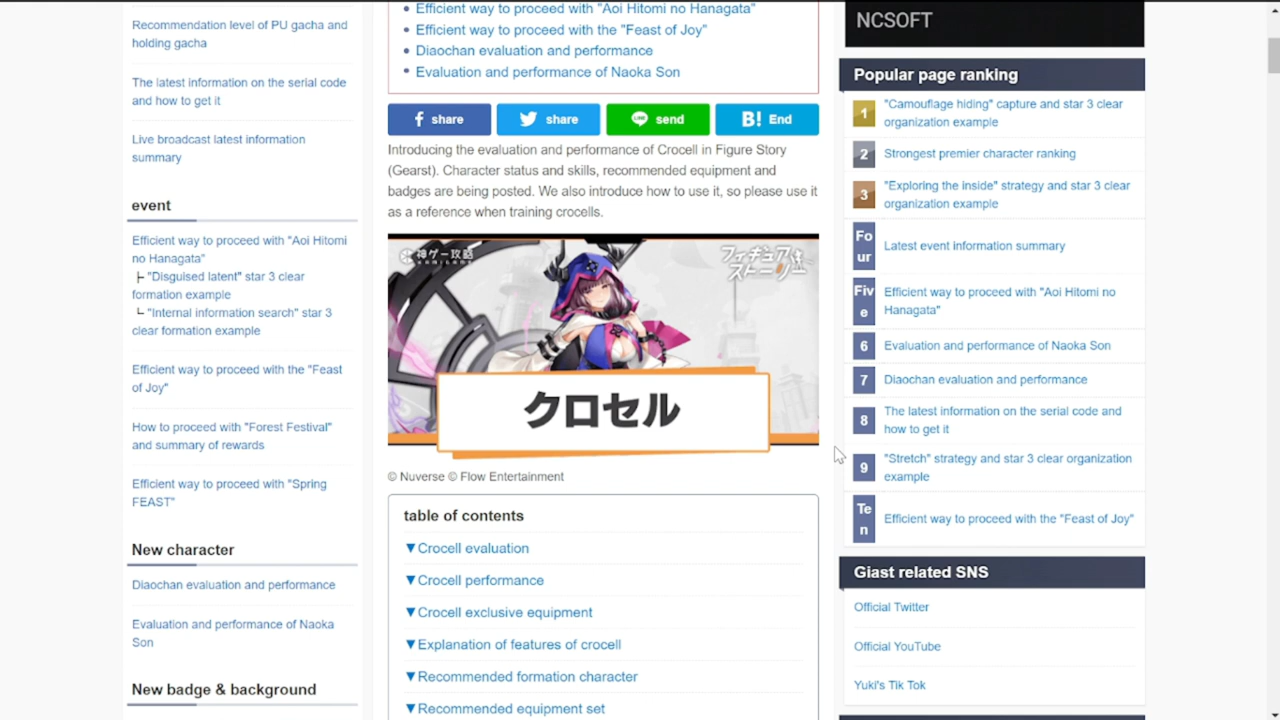 Recommendation level of PU gacha and
holding gacha
The latest information on the serial code
and how to get it
Live broadcast latest information
summary
event
Efficient way to proceed with "Aoi Hitomi
no Hanagata"
├ "Disguised latent" star 3 clear
formation example
└ "Internal information search" star 3
clear formation example
Efficient way to proceed with the "Feast
of Joy"
How to proceed with "Forest Festival"
and summary of rewards
Efficient way to proceed with "Spring
FEAST"
New character
Diaochan evaluation and performance
Evaluation and performance of Naoka
Son
New badge & background
Efficient way to proceed with "Aoi Hitomi no Hanagata"
Efficient way to proceed with the "Feast of Joy"
Diaochan evaluation and performance
Evaluation and performance of Naoka Son
share
share
send
B! End
Introducing the evaluation and performance of Crocell in Figure Story
(Gearst). Character status and skills, recommended equipment and
badges are being posted. We also introduce how to use it, so please use it
as a reference when training crocells.
神ゲー攻略
KAMIGAME
フィギュア
ストーリー
クロセル
© Nuverse © Flow Entertainment
table of contents
▼Crocell evaluation
▼Crocell performance
▼Crocell exclusive equipment
▼Explanation of features of crocell
▼Recommended formation character
▼Recommended equipment set
NCSOFT
Popular page ranking
1 "Camouflage hiding" capture and star 3 clear
organization example
2 Strongest premier character ranking
3 "Exploring the inside" strategy and star 3 clear
organization example
Fo
ur
Latest event information summary
Fiv
e
Efficient way to proceed with "Aoi Hitomi no
Hanagata"
6 Evaluation and performance of Naoka Son
7 Diaochan evaluation and performance
8 The latest information on the serial code and
how to get it
9 "Stretch" strategy and star 3 clear organization
example
Te
n
Efficient way to proceed with the "Feast of Joy"
Giast related SNS
Official Twitter
Official YouTube
Yuki's Tik Tok